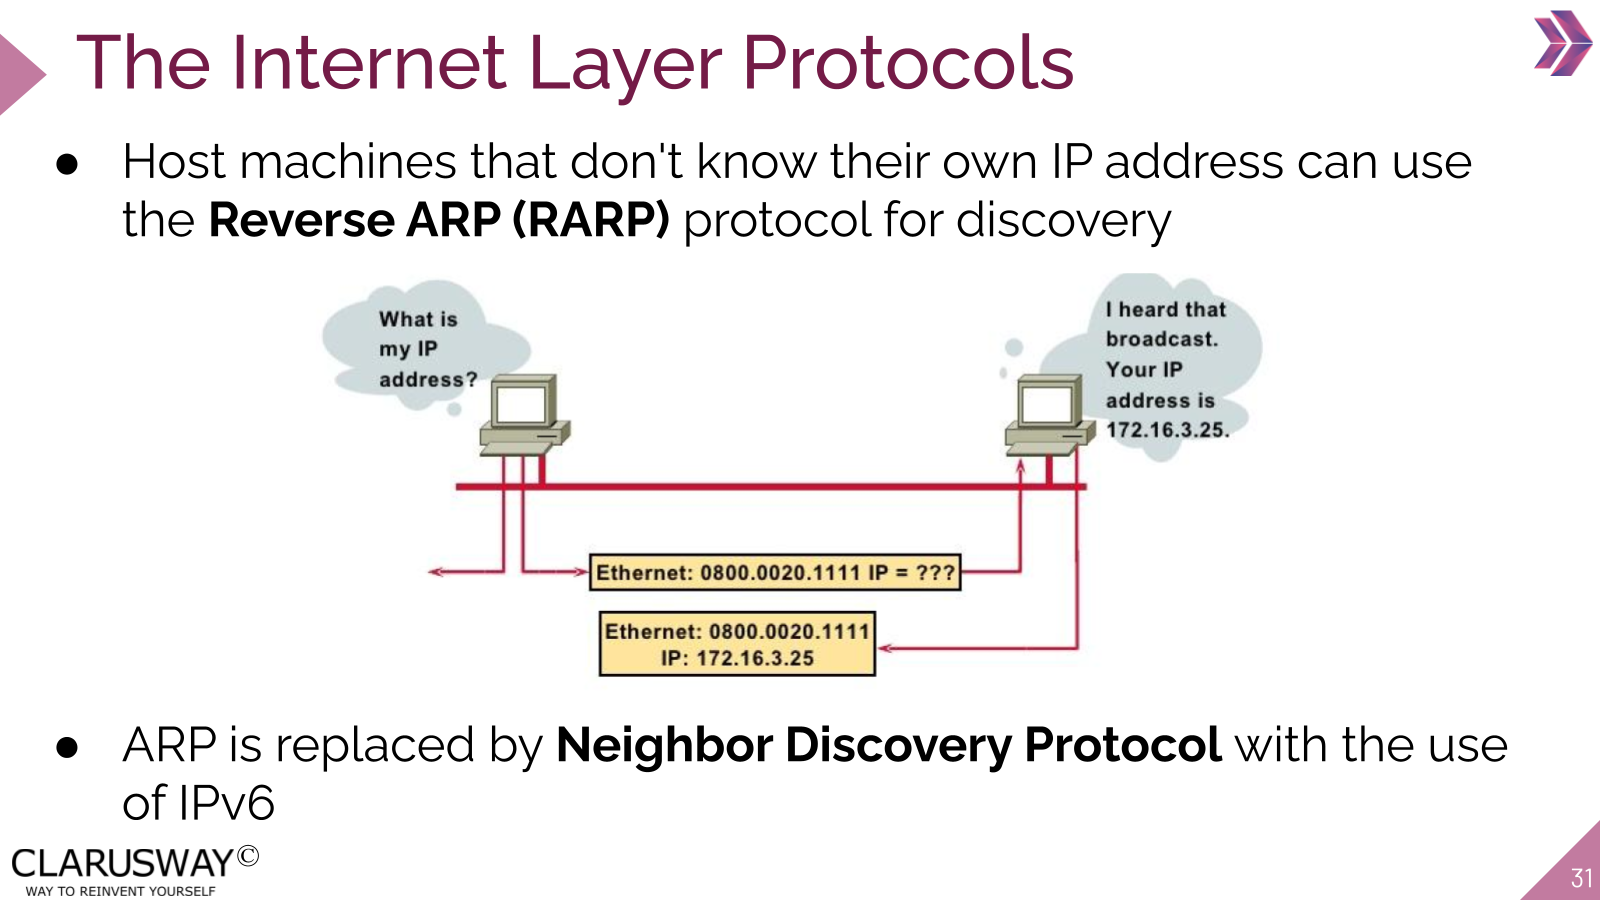 The Internet Layer Protocols
● Host machines that don't know their own IP address can use
the Reverse ARP (RARP) protocol for discovery
What is
my IP
address?
I heard that
broadcast.
Your IP
address is
172.16.3.25.
Ethernet: 0800.0020.1111 IP = ???
Ethernet: 0800.0020.1111
IP: 172.16.3.25
● ARP is replaced by Neighbor Discovery Protocol with the use
of IPv6
CLARUSWAY©
WAY TO REINVENT YOURSELF
31